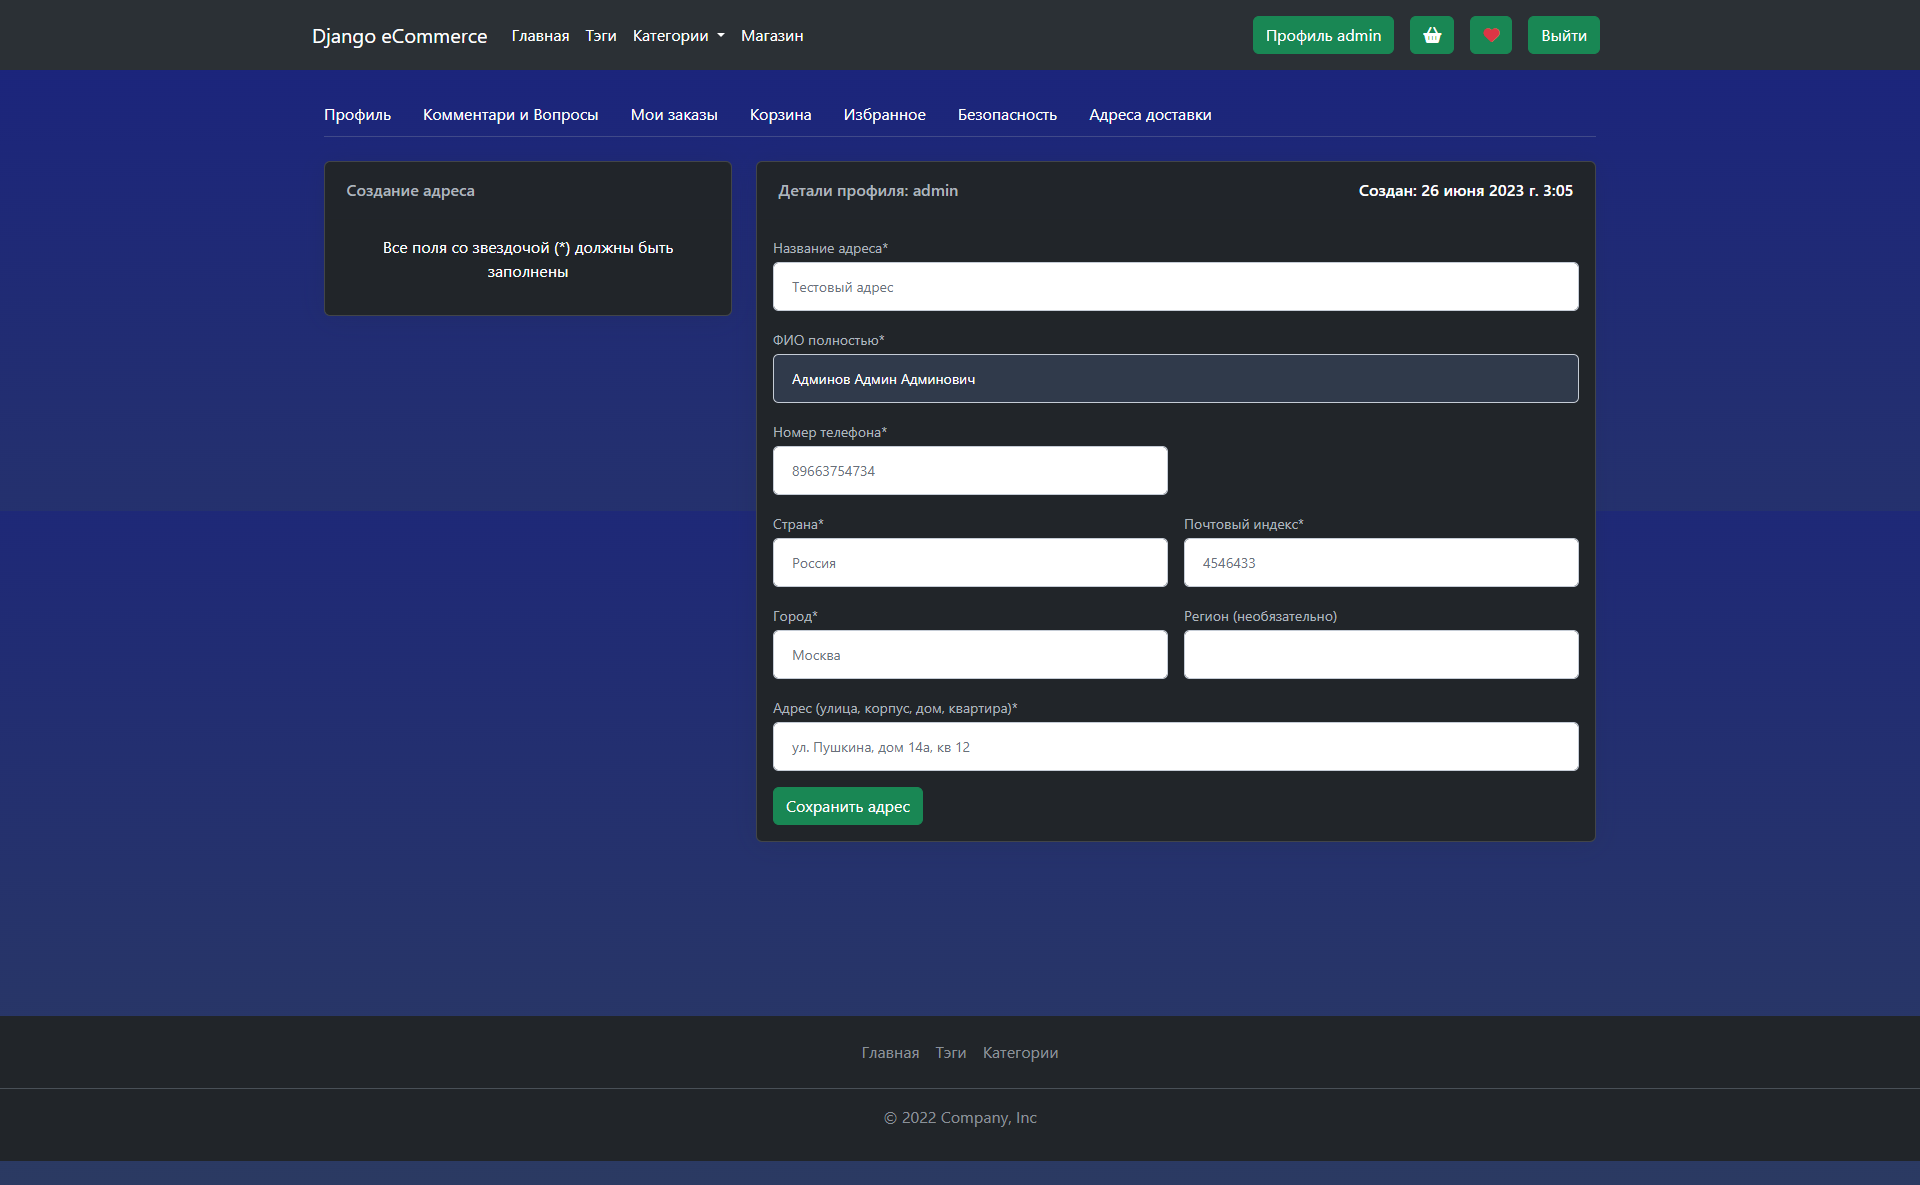 Django eCommerce Главная Тэги Категории Магазин Профиль admin Выйти
Профиль Комментари и Вопросы Мои заказы Корзина Избранное Безопасность Адреса доставки
Создание адреса
Все поля со звездочой (*) должны быть
заполнены
Детали профиля: admin Создан: 26 июня 2023 г. 3:05
Название адреса*
Тестовый адрес
ФИО полностью*
Админов Админ Админович
Номер телефона*
89663754734
Страна* Почтовый индекс*
Россия 4546433
Город* Регион (необязательно)
Москва
Адрес (улица, корпус, дом, квартира)*
ул. Пушкина, дом 14а, кв 12
Сохранить адрес
Главная Тэги Категории
© 2022 Company, Inc